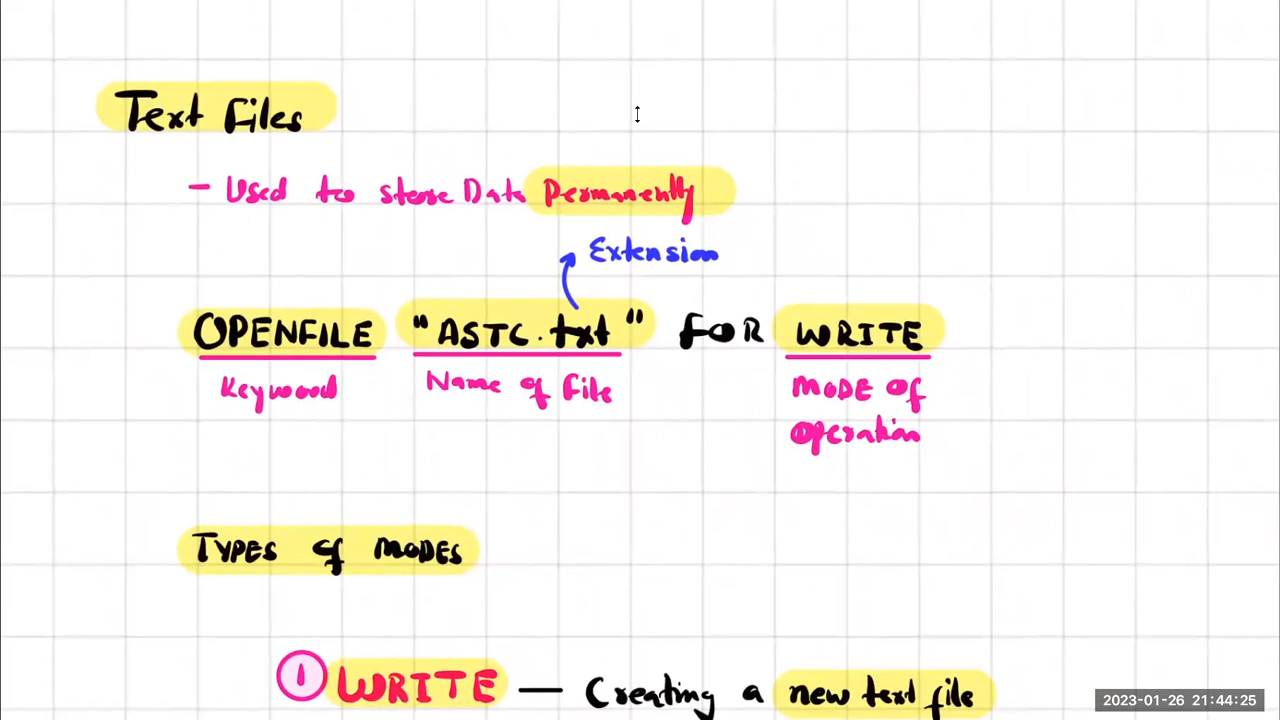 Text Files
- Used to store Data Permanently
Extension
OPENFILE "ASTC.txt" FOR WRITE
Keyword Name of File MODE of
operation
TYPES of MODES
1 WRITE — Creating a new text file
2023-01-26 21:44:25